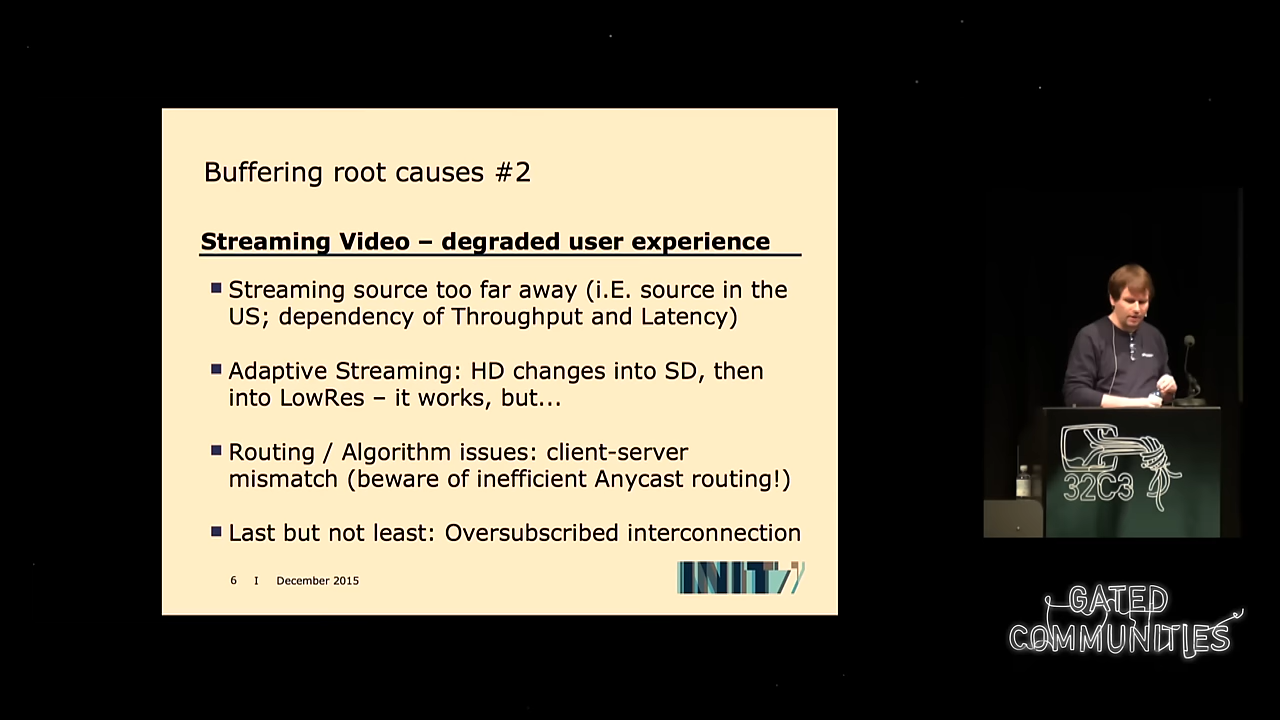 Buffering root causes #2
Streaming Video – degraded user experience
Streaming source too far away (i.E. source in the
US; dependency of Throughput and Latency)
Adaptive Streaming: HD changes into SD, then
into LowRes – it works, but...
Routing / Algorithm issues: client-server
mismatch (beware of inefficient Anycast routing!)
Last but not least: Oversubscribed interconnection
6 I December 2015
INIT7
32C3
GATED
COMMUNITIES